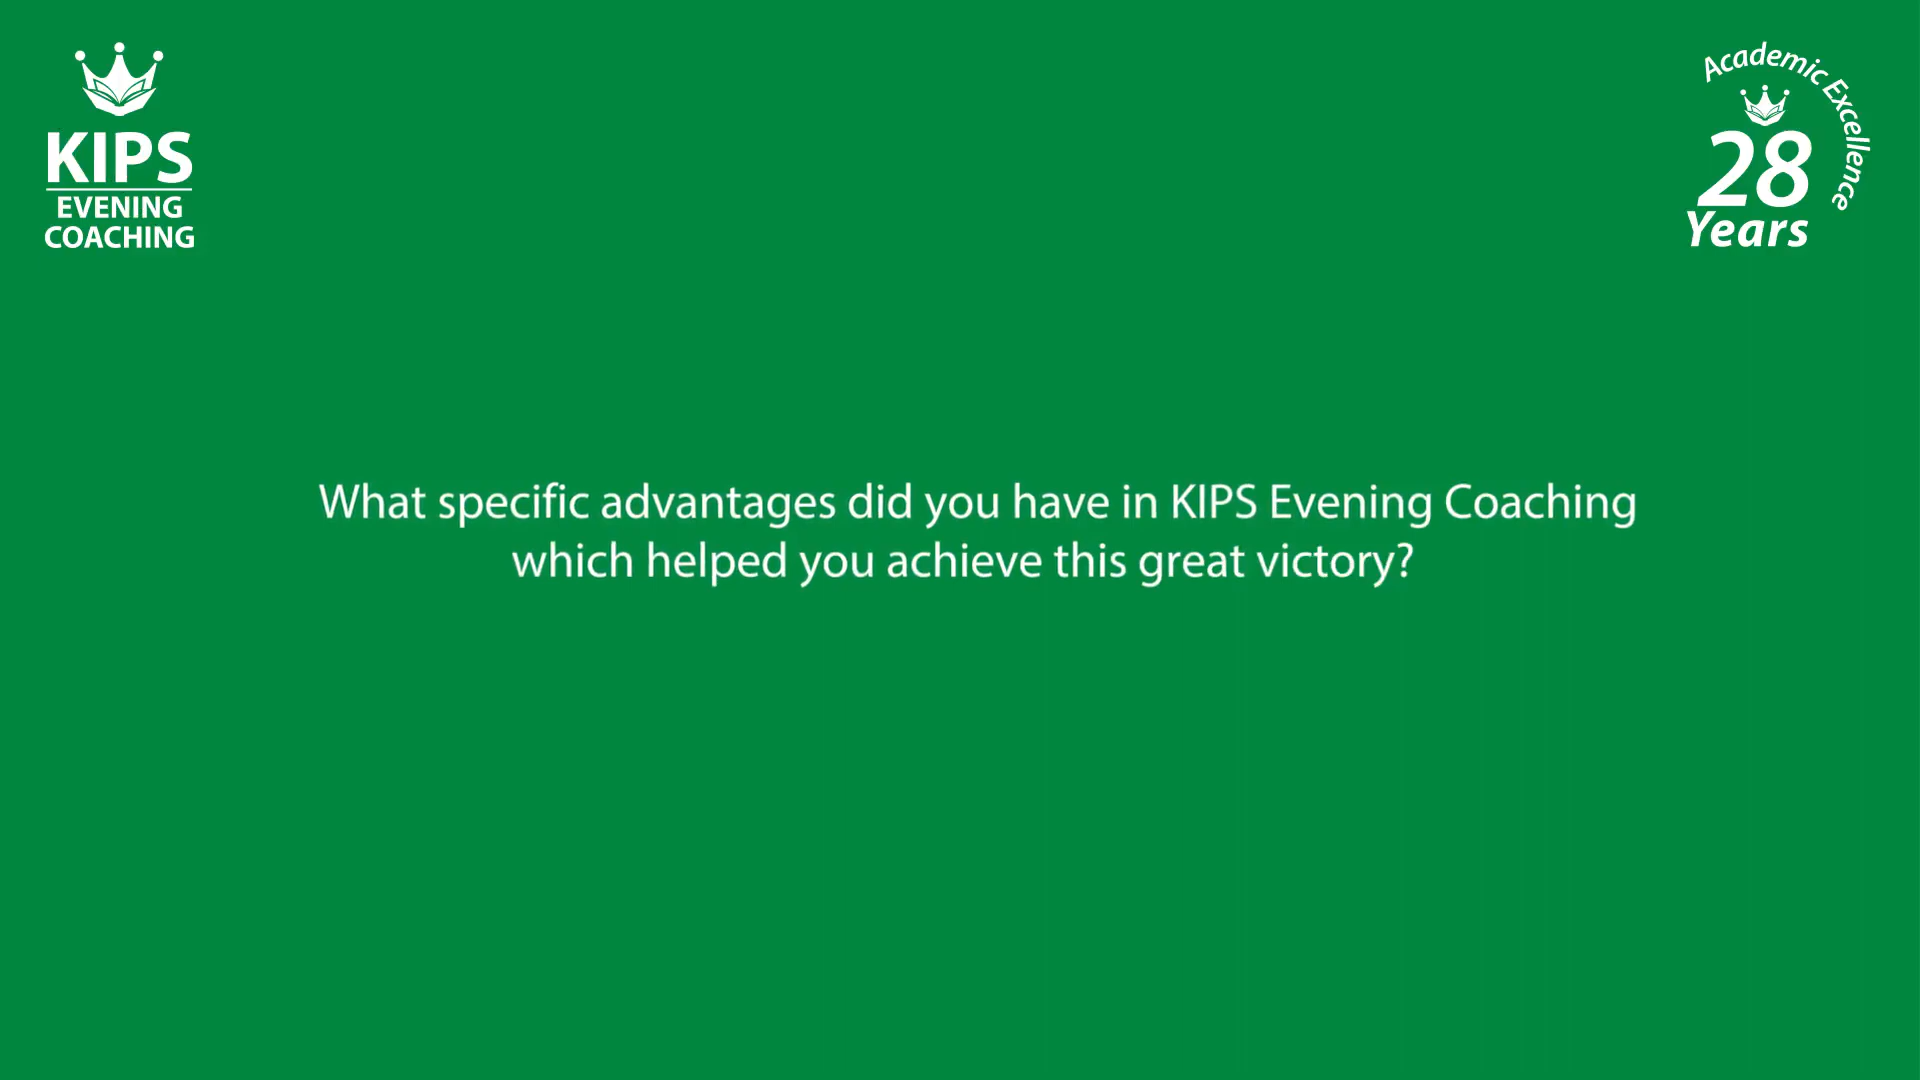 KIPS
EVENING
COACHING
Academic Excellence
28
Years
What specific advantages did you have in KIPS Evening Coaching
which helped you achieve this great victory?